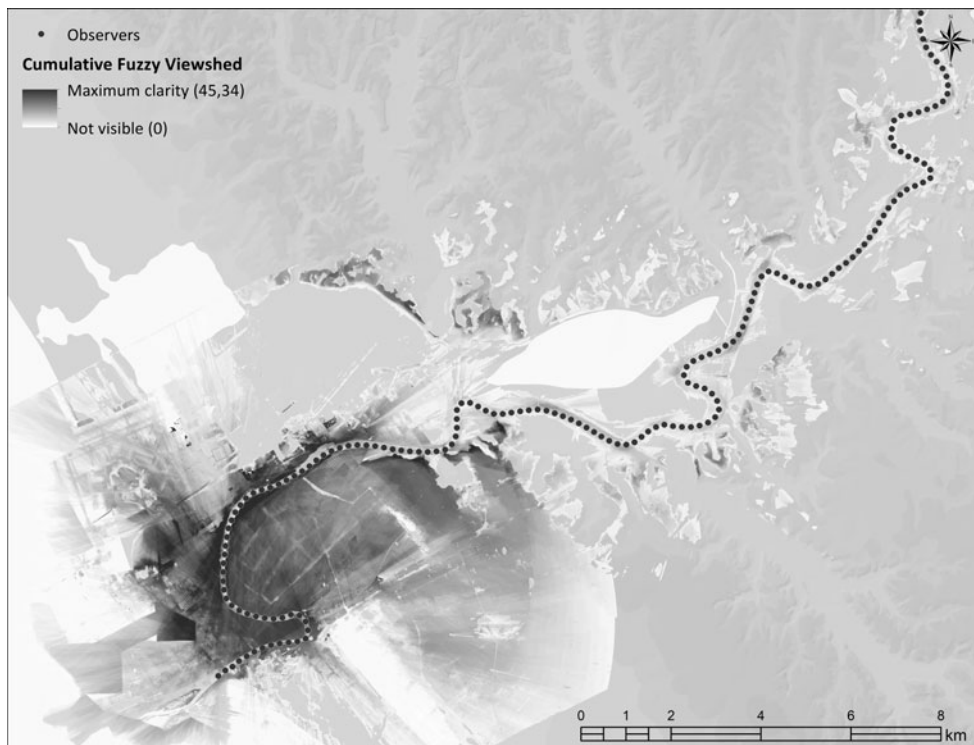 Observers
Cumulative Fuzzy Viewshed
Maximum clarity (45,34)
Not visible (0)
N
0 1 2 4 6 8
km